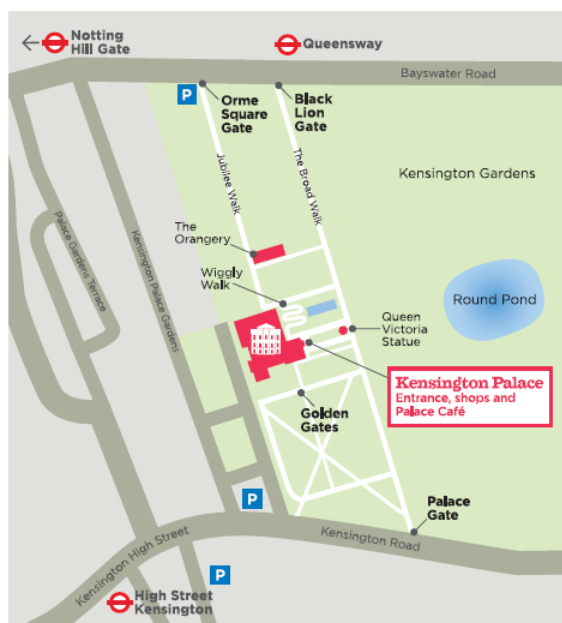 Notting
Hill Gate
Queensway
Bayswater Road
P
Orme
Square
Gate
Black
Lion
Gate
Jubilee Walk
The Broad Walk
Kensington Gardens
Palace Gardens Terrace
Kensington Palace Gardens
The
Orangery
Wiggly
Walk
Round Pond
Queen
Victoria
Statue
Kensington Palace
Entrance, shops and
Palace Café
Golden
Gates
P
Palace
Gate
Kensington High Street
Kensington Road
P
High Street
Kensington